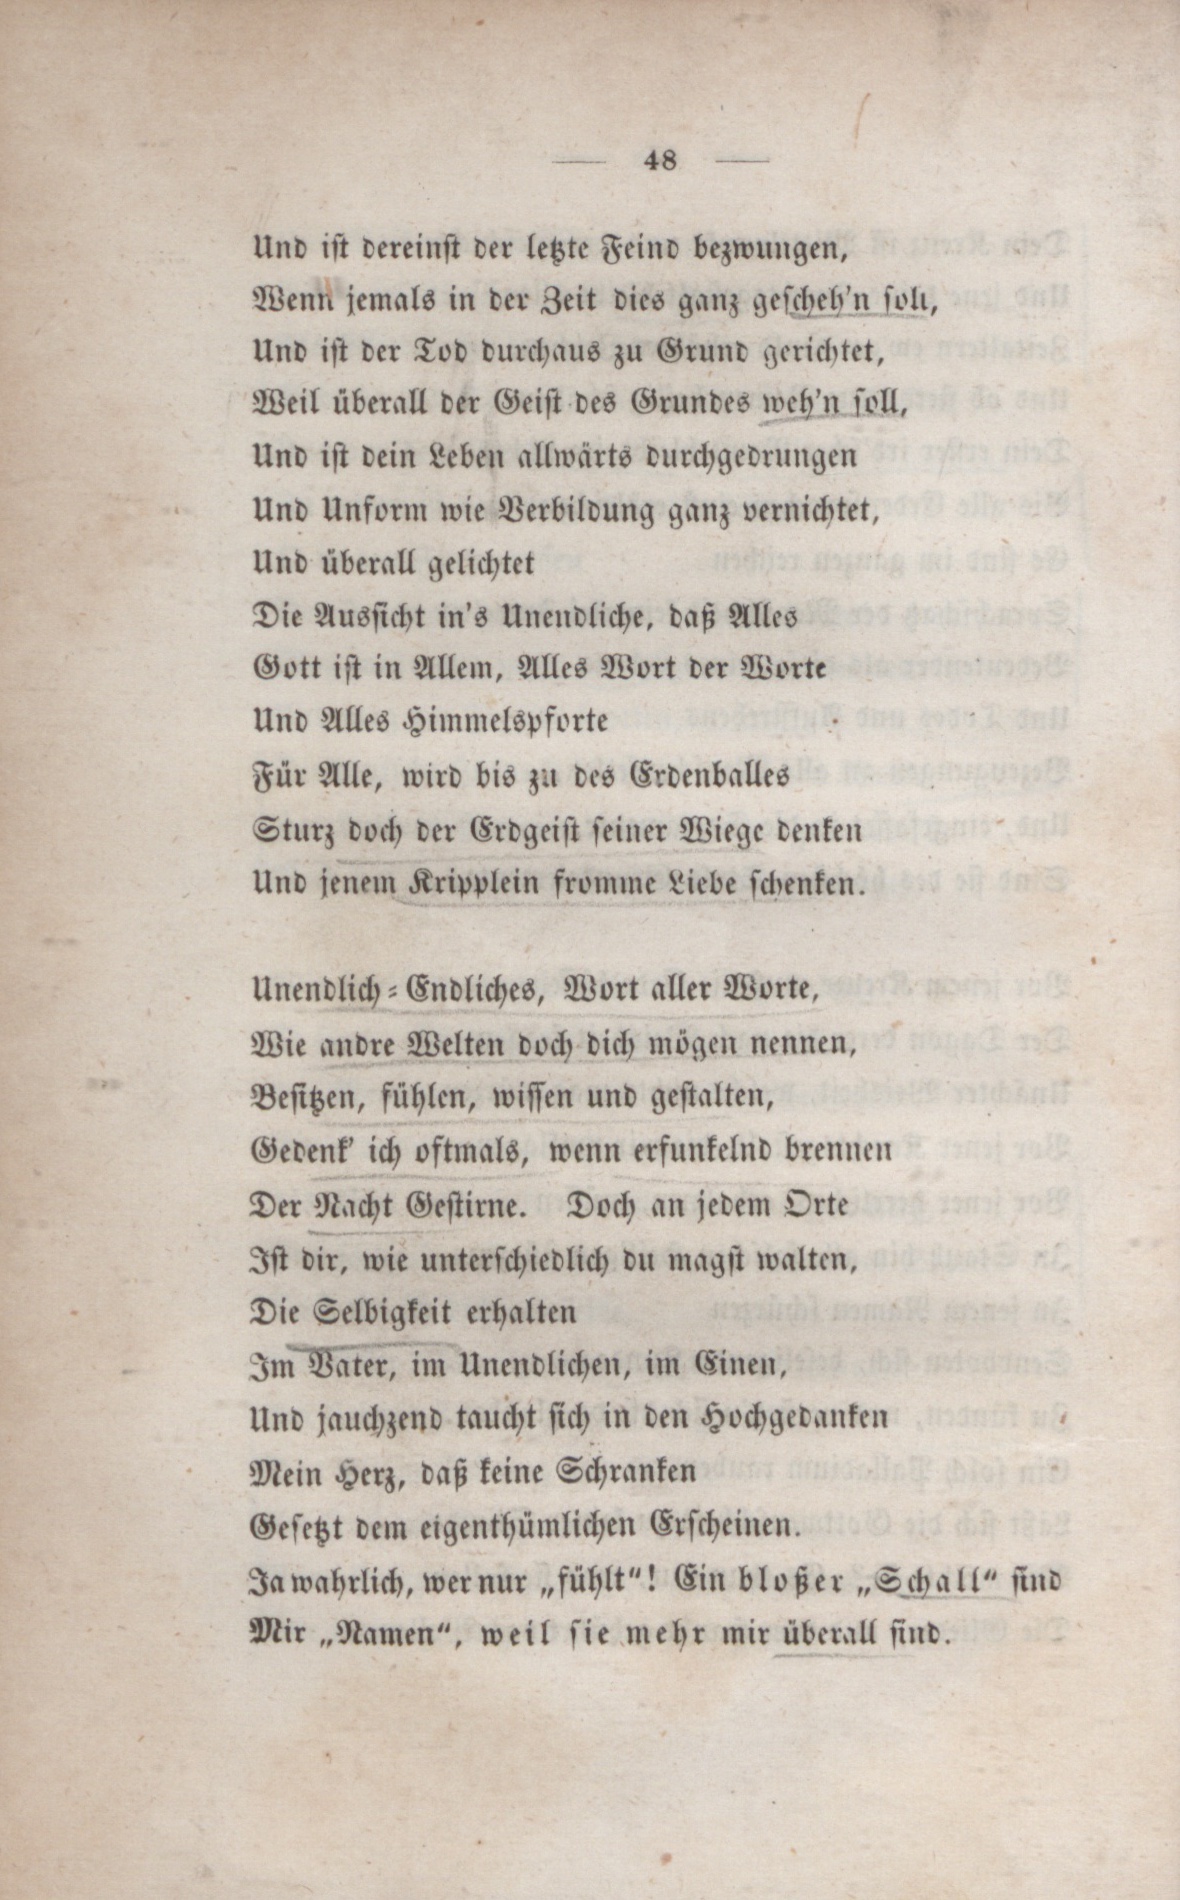 — 48 —
Und ist dereinst der letzte Feind bezwungen,
Wenn jemals in der Zeit dies ganz gescheh'n soll,
Und ist der Tod durchaus zu Grund gerichtet,
Weil überall der Geist des Grundes weh'n soll,
Und ist dein Leben allwärts durchgedrungen
Und Unform wie Verbildung ganz vernichtet,
Und überall gelichtet
Die Aussicht in's Unendliche, daß Alles
Gott ist in Allem, Alles Wort der Worte
Und Alles Himmelspforte
Für Alle, wird bis zu des Erdenballes
Sturz doch der Erdgeist seiner Wiege denken
Und jenem Kripplein fromme Liebe schenken.
Unendlich-Endliches, Wort aller Worte,
Wie andre Welten doch dich mögen nennen,
Besitzen, fühlen, wissen und gestalten,
Gedenk' ich oftmals, wenn erfunkelnd brennen
Der Nacht Gestirne. Doch an jedem Orte
Ist dir, wie unterschiedlich du magst walten,
Die Selbigkeit erhalten
Im Vater, im Unendlichen, im Einen,
Und jauchzend taucht sich in den Hochgedanken
Mein Herz, daß keine Schranken
Gesetzt dem eigenthümlichen Erscheinen.
Ja wahrlich, wer nur „fühlt“! Ein bloßer „Schall“ sind
Mir „Namen“, weil sie mehr mir überall sind.